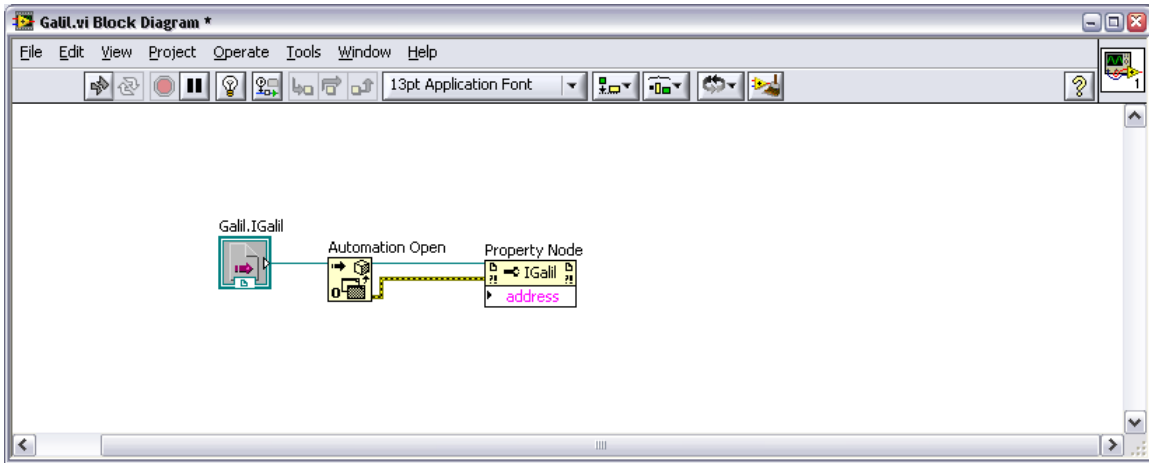 Galil.vi Block Diagram *
File Edit View Project Operate Tools Window Help
13pt Application Font
1
Galil.IGalil
Automation Open
Property Node
IGalil
address